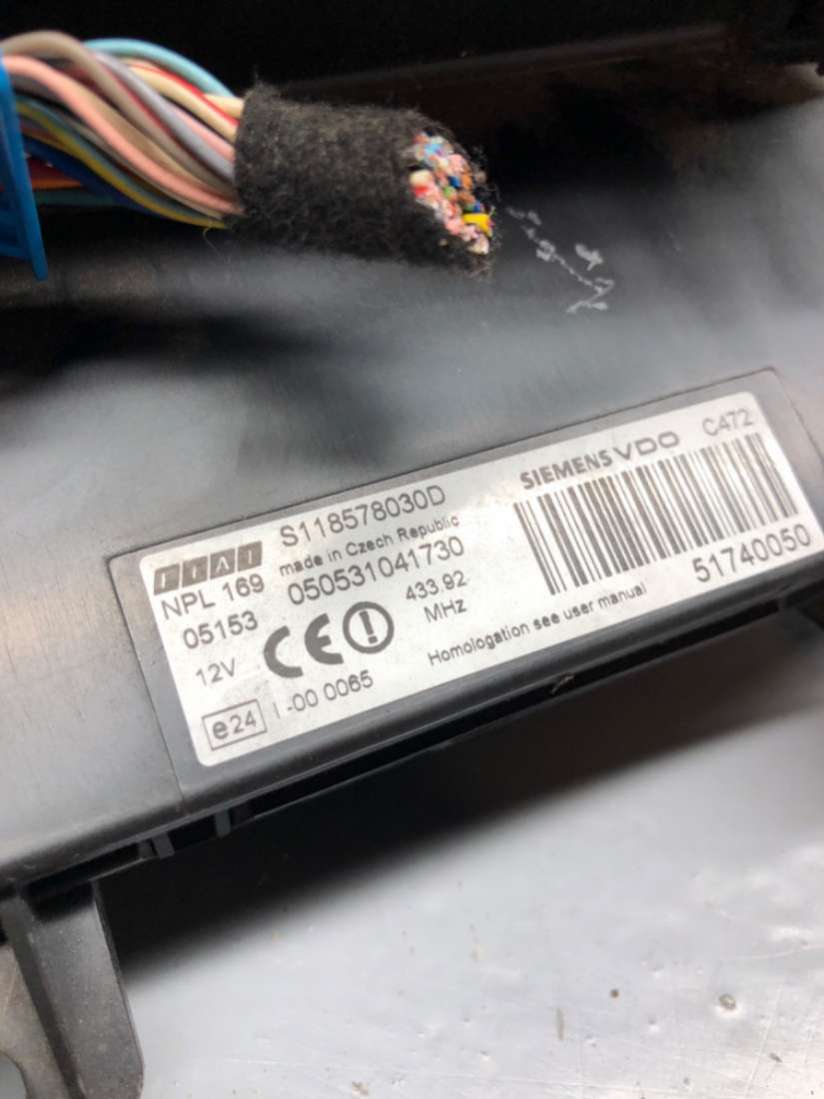 FIAT S118578030D SIEMENS VDO C472
NPL 169 made in Czech Republic
05153 050531041730
12V CE 433.92
MHz
51740050
Homologation see user manual
e24 I-00 0065